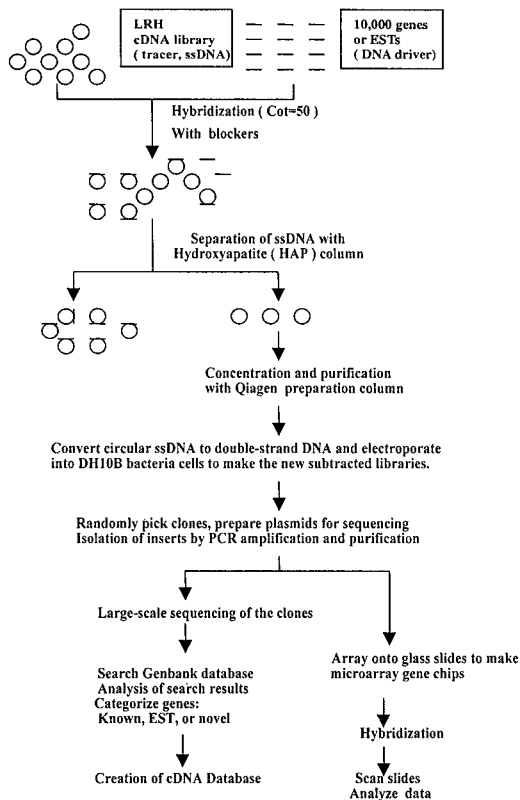 LRH
cDNA library
( tracer, ssDNA)
10,000 genes
or ESTs
( DNA driver)
Hybridization ( Cot=50 )
With blockers
Separation of ssDNA with
Hydroxyapatite ( HAP ) column
Concentration and purification
with Qiagen preparation column
Convert circular ssDNA to double-strand DNA and electroporate
into DH10B bacteria cells to make the new subtracted libraries.
Randomly pick clones, prepare plasmids for sequencing
Isolation of inserts by PCR amplification and purification
Large-scale sequencing of the clones
Search Genbank database
Analysis of search results
Categorize genes:
Known, EST, or novel
Creation of cDNA Database
Array onto glass slides to make
microarray gene chips
Hybridization
Scan slides
Analyze data